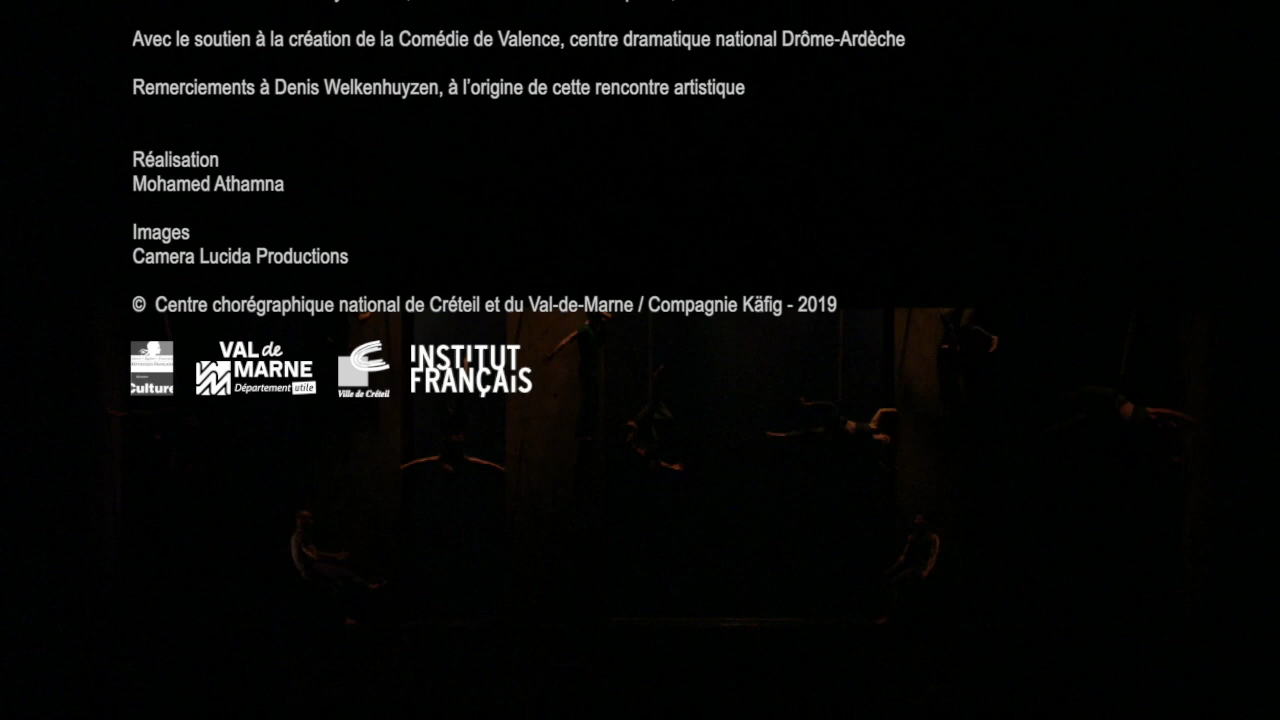 Avec le soutien à la création de la Comédie de Valence, centre dramatique national Drôme-Ardèche
Remerciements à Denis Welkenhuyzen, à l'origine de cette rencontre artistique
Réalisation
Mohamed Athamna
Images
Camera Lucida Productions
© Centre chorégraphique national de Créteil et du Val-de-Marne / Compagnie Käfig - 2019
Culture
VAL de
MARNE
Département utile
Ville de Créteil
INSTITUT
FRANÇAIS